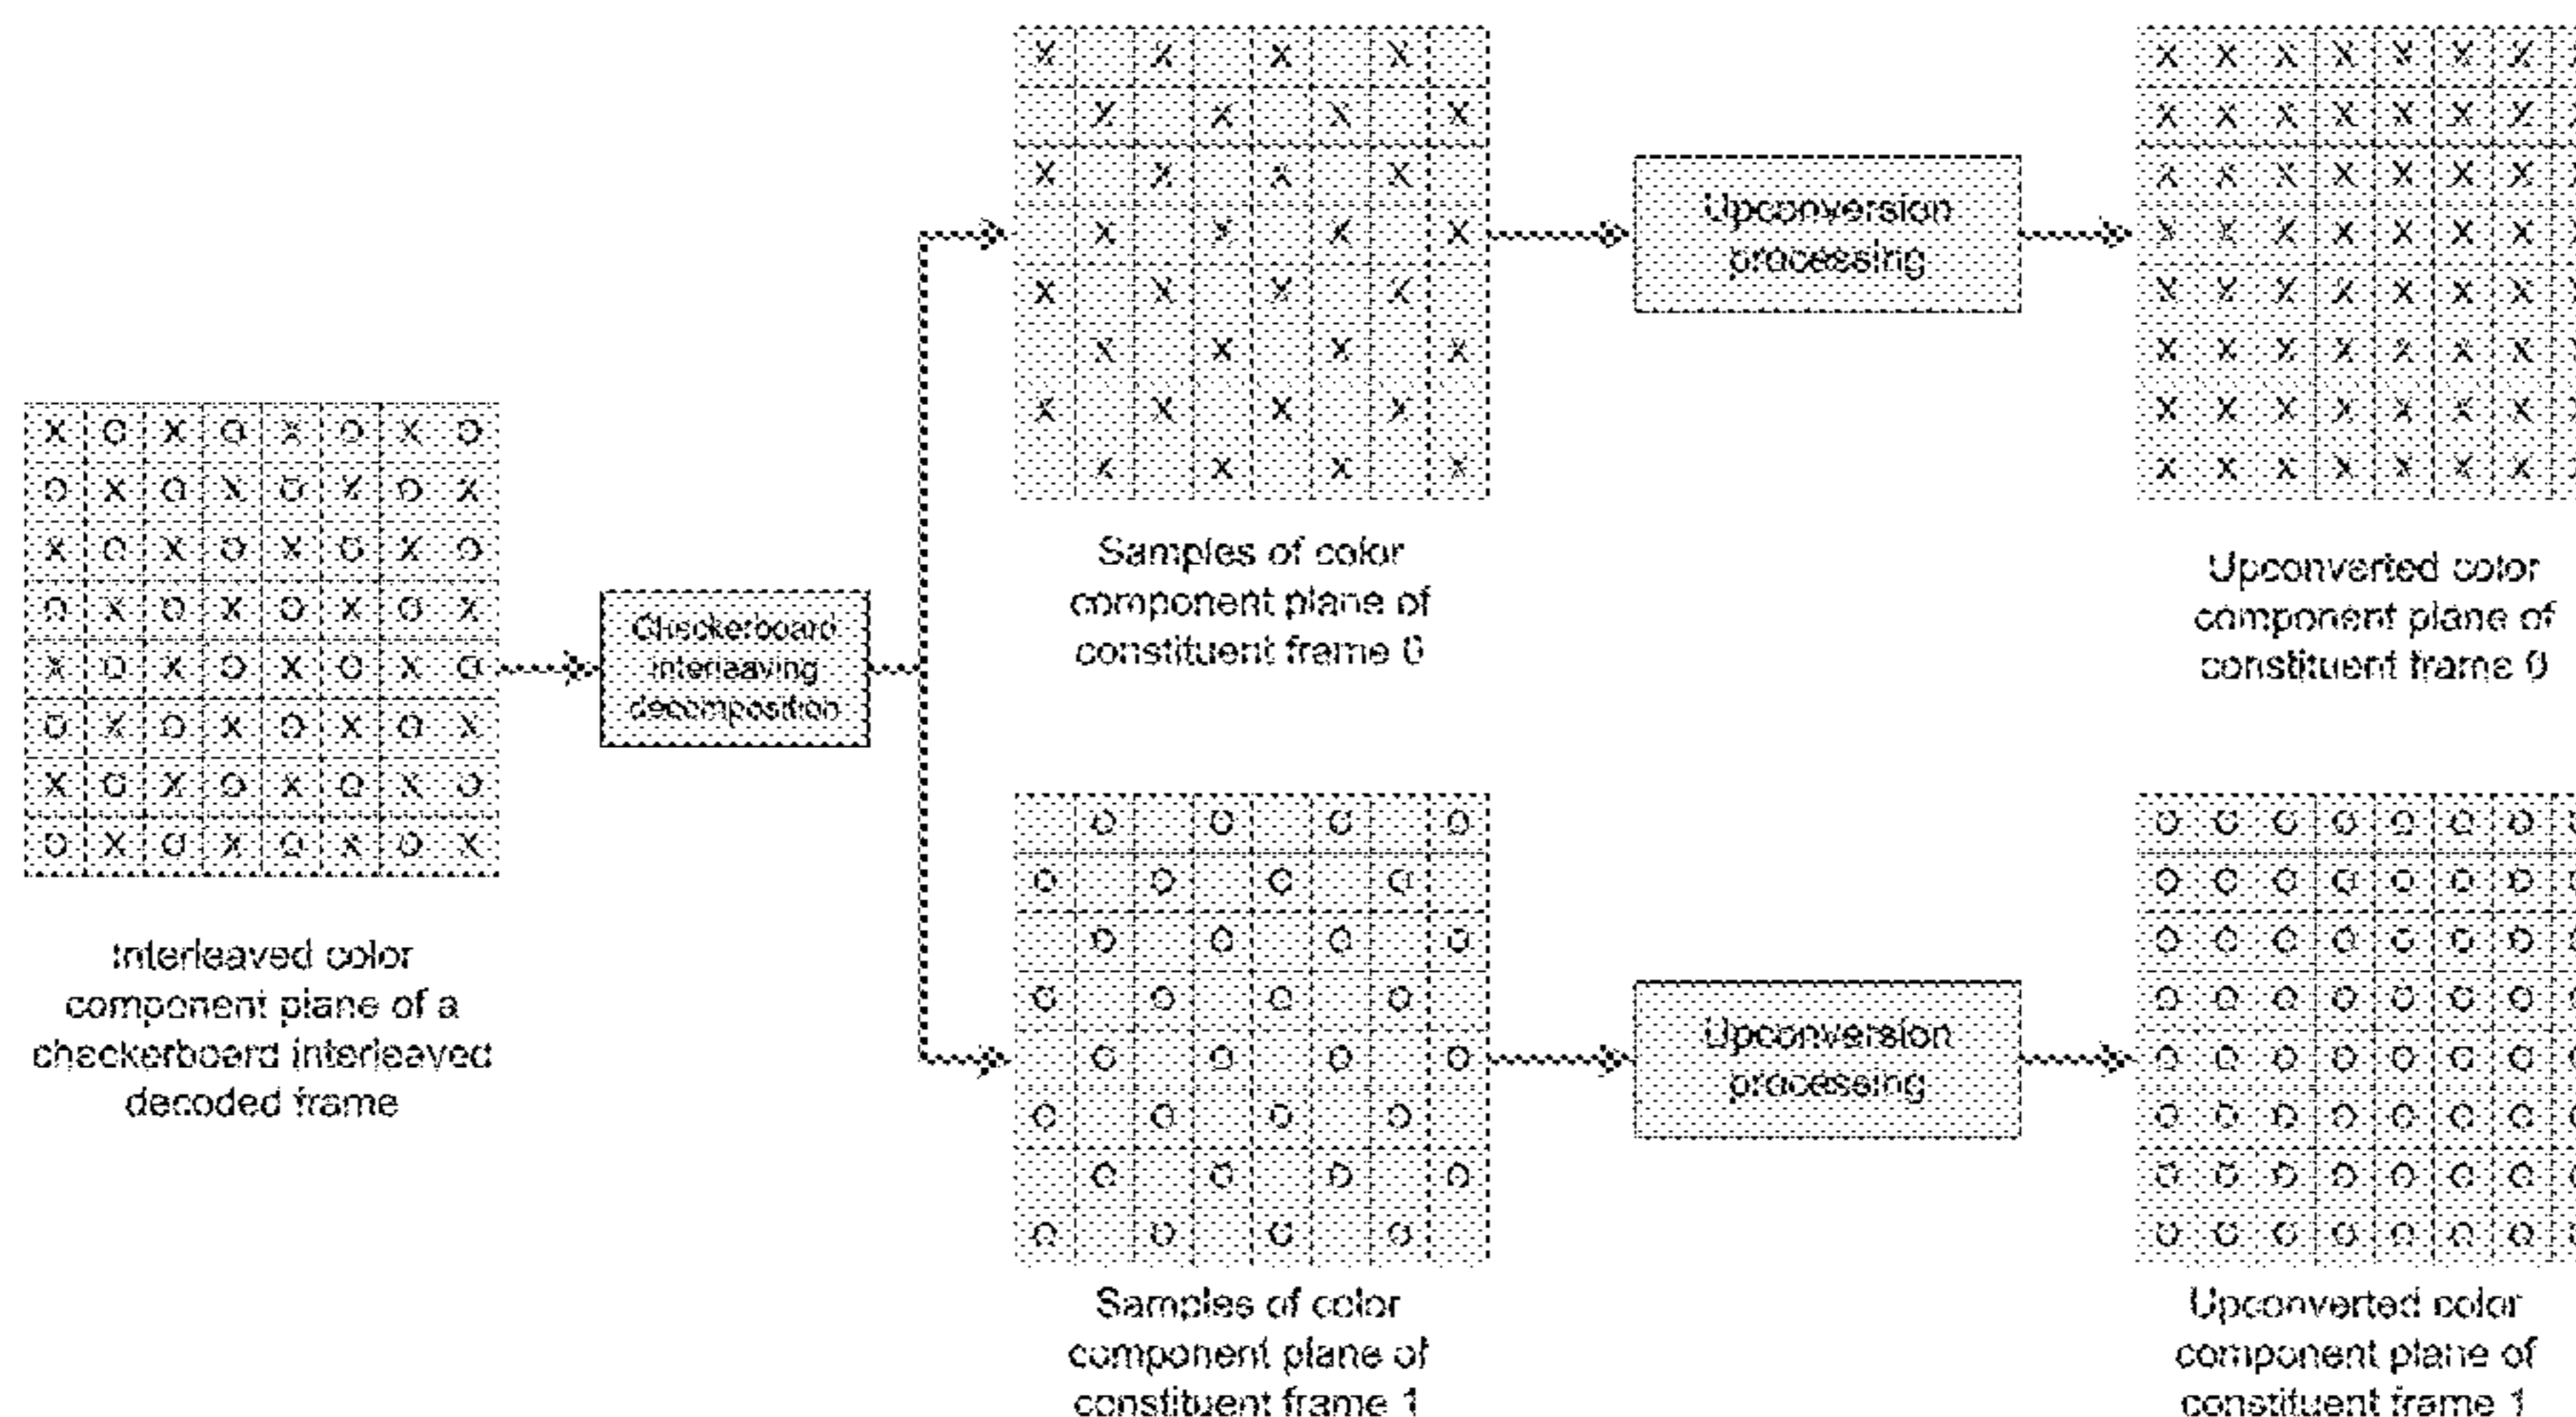 X O X O X O X O
O X O X O X O X
X O X O X O X O
O X O X O X O X
X O X O X O X O
O X O X O X O X
X O X O X O X O
O X O X O X O X
Interleaved color
component plane of a
checkerboard interleaved
decoded frame
Checkerboard
interleaving
decomposition
X X X X
X X X X
X X X X
X X X X
X X X X
X X X X
X X X X
X X X X
Samples of color
component plane of
constituent frame 0
Upconversion
processing
X X X X X X X
X X X X X X X
X X X X X X X
X X X X X X X
X X X X X X X
X X X X X X X
X X X X X X X
X X X X X X X
Upconverted color
component plane of
constituent frame 0
O O O O
O O O O
O O O O
O O O O
O O O O
O O O O
O O O O
O O O O
Samples of color
component plane of
constituent frame 1
Upconversion
processing
O O O O O O O
O O O O O O O
O O O O O O O
O O O O O O O
O O O O O O O
O O O O O O O
O O O O O O O
O O O O O O O
Upconverted color
component plane of
constituent frame 1